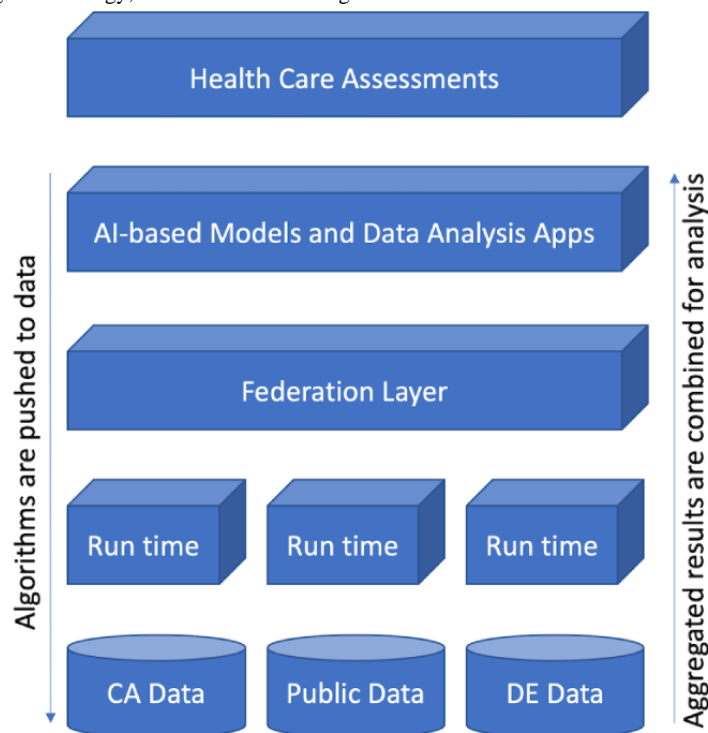 Health Care Assessments
AI-based Models and Data Analysis Apps
Federation Layer
Run time
Run time
Run time
CA Data
Public Data
DE Data
Algorithms are pushed to
data
Aggregated results are combined for analysis